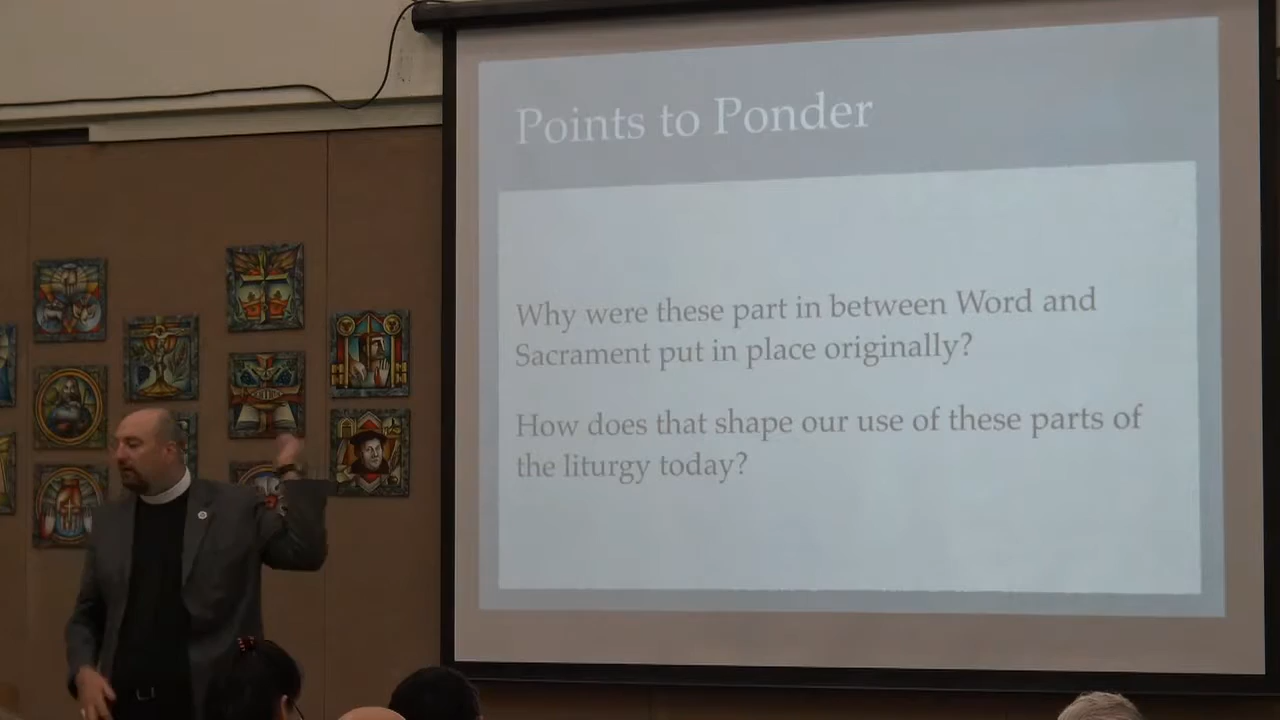 Points to Ponder
Why were these part in between Word and
Sacrament put in place originally?
How does that shape our use of these parts of
the liturgy today?